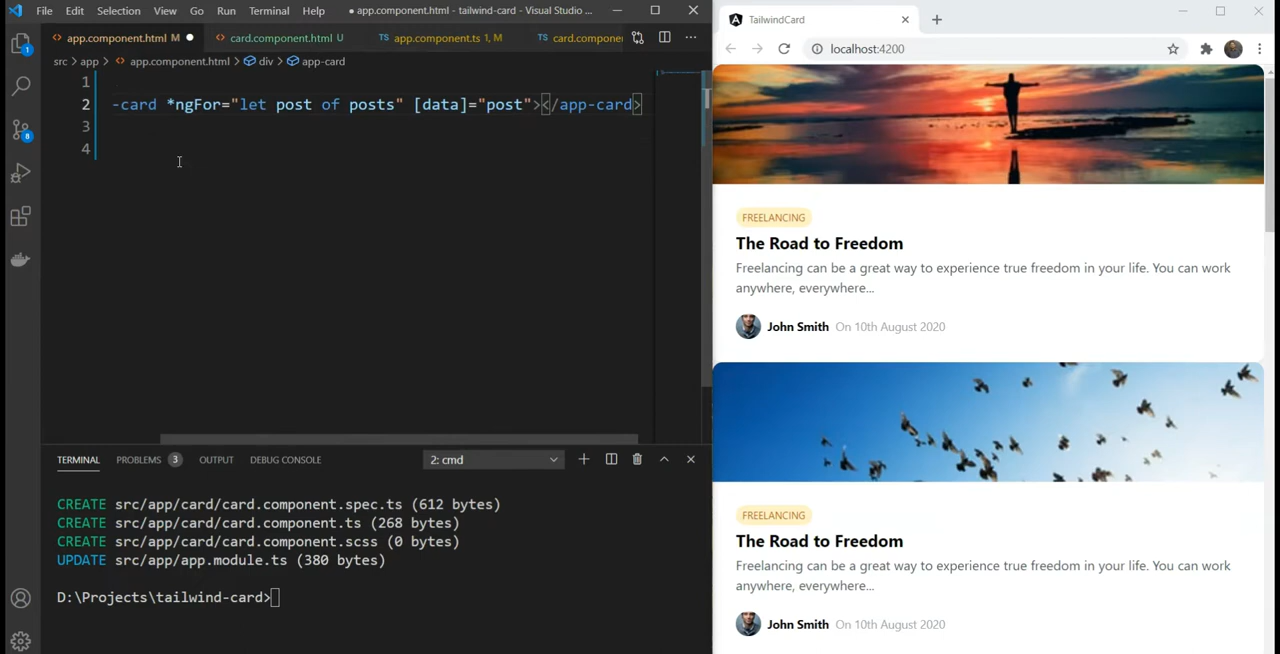 File Edit Selection View Go Run Terminal Help ● app.component.html - tailwind-card - Visual Studio ...
app.component.html M ● card.component.html U TS app.component.ts 1, M TS card.compone
src > app > app.component.html > div > app-card
1
2 -card *ngFor="let post of posts" [data]="post"></app-card>
3
4
1
8
TERMINAL PROBLEMS 3 OUTPUT DEBUG CONSOLE 2: cmd
CREATE src/app/card/card.component.spec.ts (612 bytes)
CREATE src/app/card/card.component.ts (268 bytes)
CREATE src/app/card/card.component.scss (0 bytes)
UPDATE src/app/app.module.ts (380 bytes)
D:\Projects\tailwind-card>
TailwindCard
localhost:4200
FREELANCING
The Road to Freedom
Freelancing can be a great way to experience true freedom in your life. You can work
anywhere, everywhere...
John Smith On 10th August 2020
FREELANCING
The Road to Freedom
Freelancing can be a great way to experience true freedom in your life. You can work
anywhere, everywhere...
John Smith On 10th August 2020